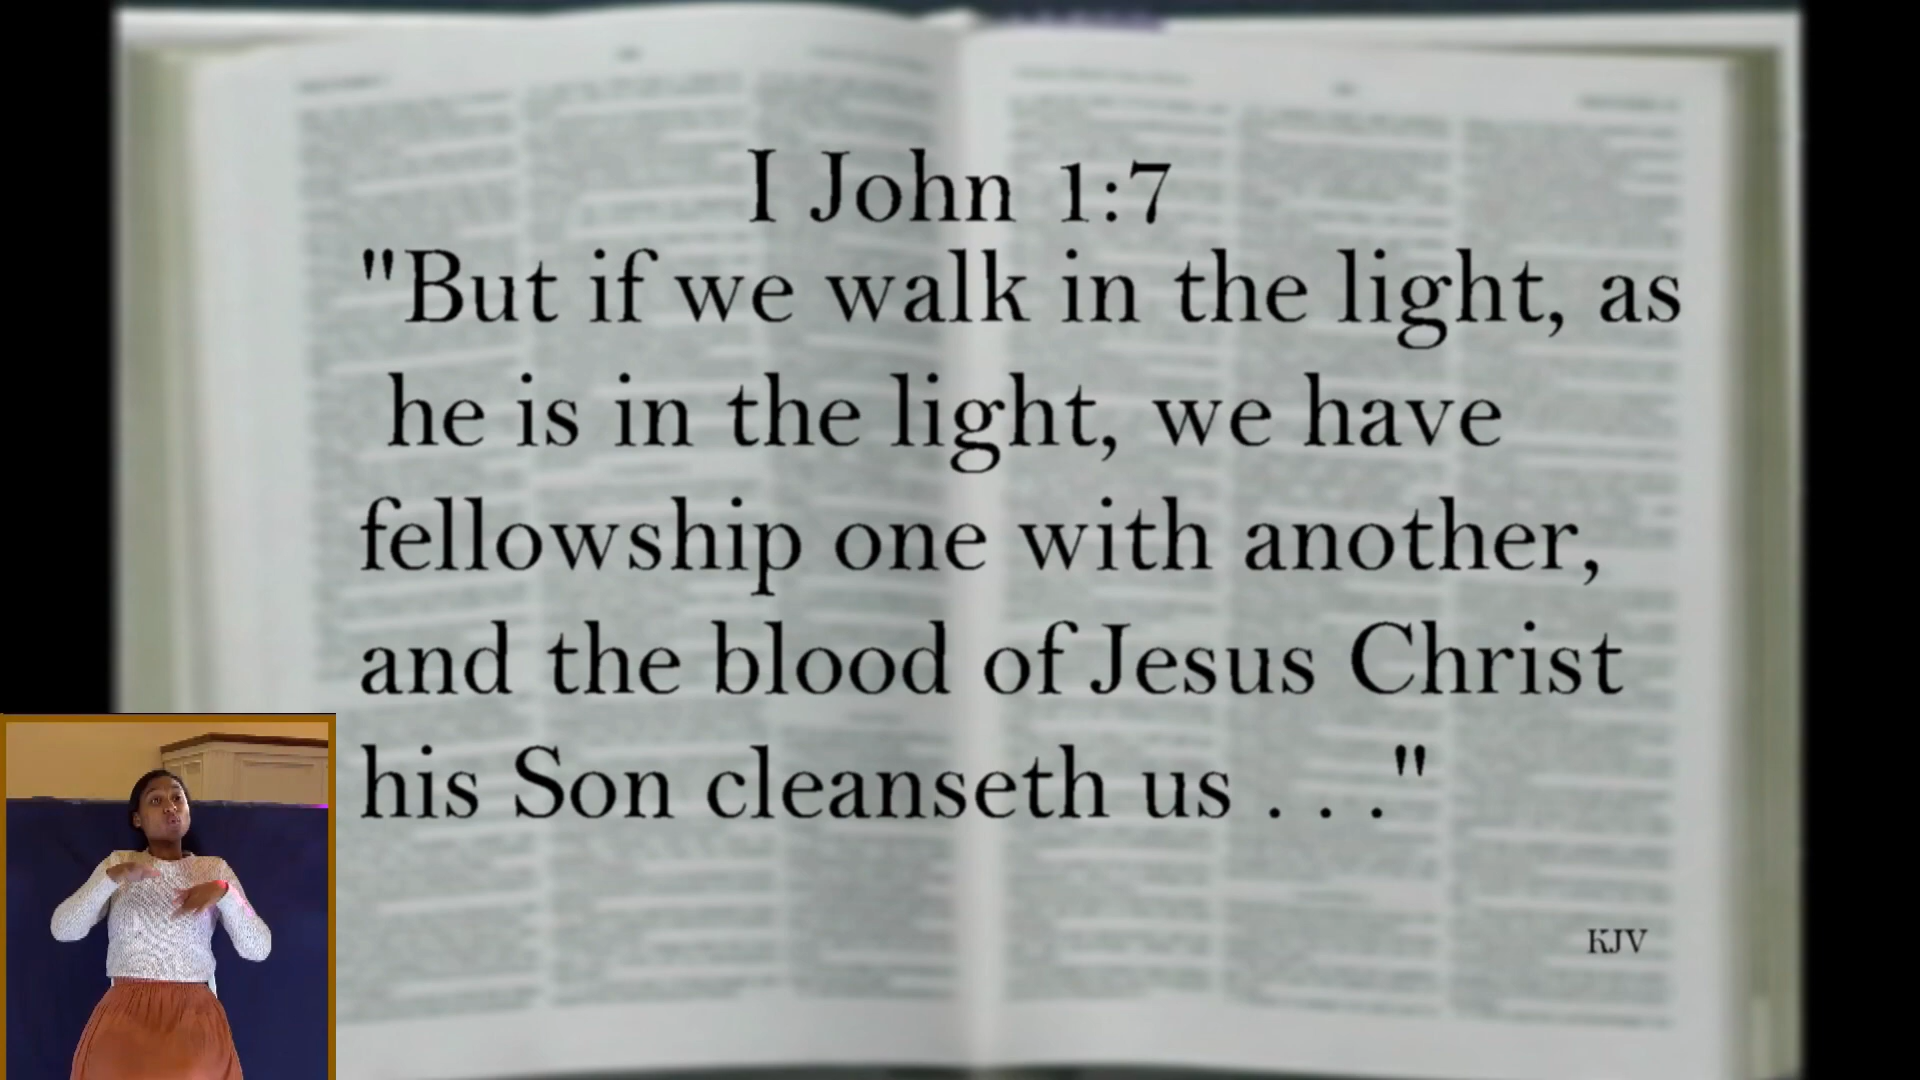 I John 1:7
"But if we walk in the light, as
he is in the light, we have
fellowship one with another,
and the blood of Jesus Christ
his Son cleanseth us . . ."
KJV